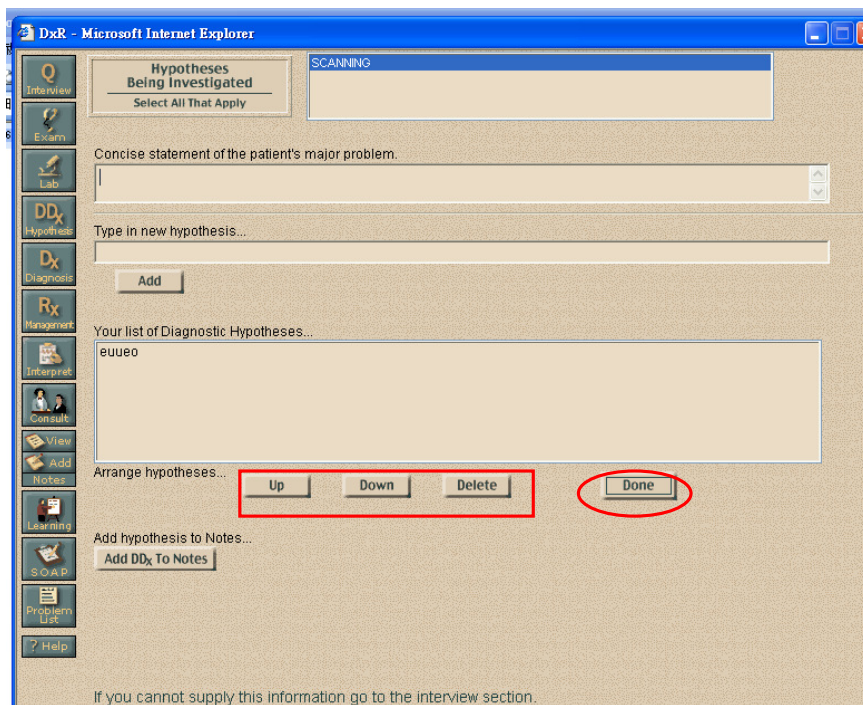 DxR - Microsoft Internet Explorer
Q
Interview
Exam
Lab
DDx
Hypothesis
Dx
Diagnosis
Rx
Management
Interpret
Consult
View
Add
Notes
Learning
SOAP
Problem
List
? Help
Hypotheses
Being Investigated
Select All That Apply
SCANNING
Concise statement of the patient's major problem.
Type in new hypothesis...
Add
Your list of Diagnostic Hypotheses...
euueo
Arrange hypotheses...
Up Down Delete Done
Add hypothesis to Notes...
Add DDx To Notes
If you cannot supply this information go to the interview section.